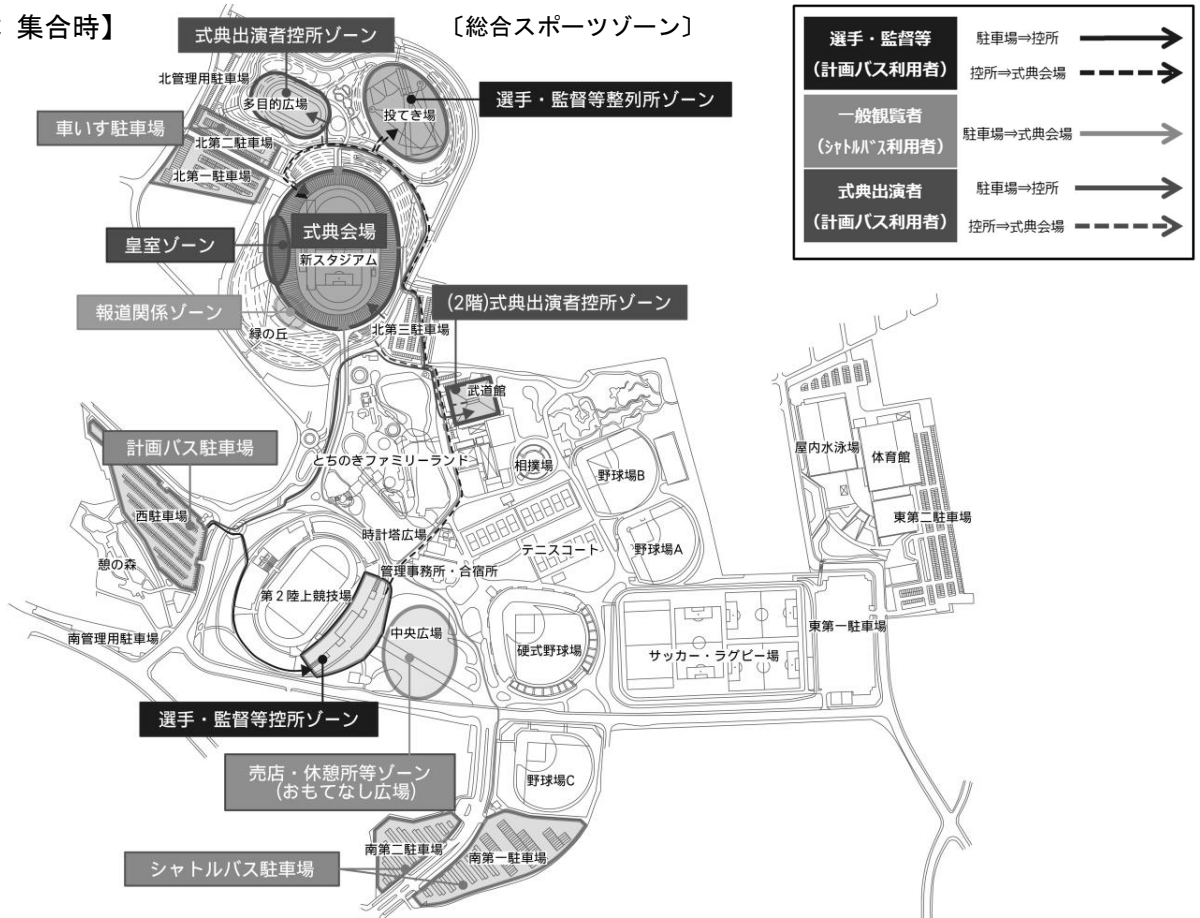 集合時】
〔総合スポーツゾーン〕
選手・監督等
(計画バス利用者)
駐車場⇒控所
控所⇒式典会場
一般観覧者
(ｼｬﾄﾙﾊﾞｽ利用者)
駐車場⇒式典会場
式典出演者
(計画バス利用者)
駐車場⇒控所
控所⇒式典会場
式典出演者控所ゾーン
北管理用駐車場
多目的広場
選手・監督等整列所ゾーン
投てき場
車いす駐車場
北第二駐車場
北第一駐車場
式典会場
皇室ゾーン
新スタジアム
報道関係ゾーン
緑の丘
北第三駐車場
(2階)式典出演者控所ゾーン
武道館
計画バス駐車場
とちのきファミリーランド
相撲場
野球場B
屋内水泳場
体育館
西駐車場
東第二駐車場
時計塔広場
テニスコート
野球場A
憩の森
管理事務所・合宿所
第２陸上競技場
南管理用駐車場
中央広場
硬式野球場
サッカー・ラグビー場
東第一駐車場
選手・監督等控所ゾーン
売店・休憩所等ゾーン
(おもてなし広場)
野球場C
南第二駐車場
南第一駐車場
シャトルバス駐車場